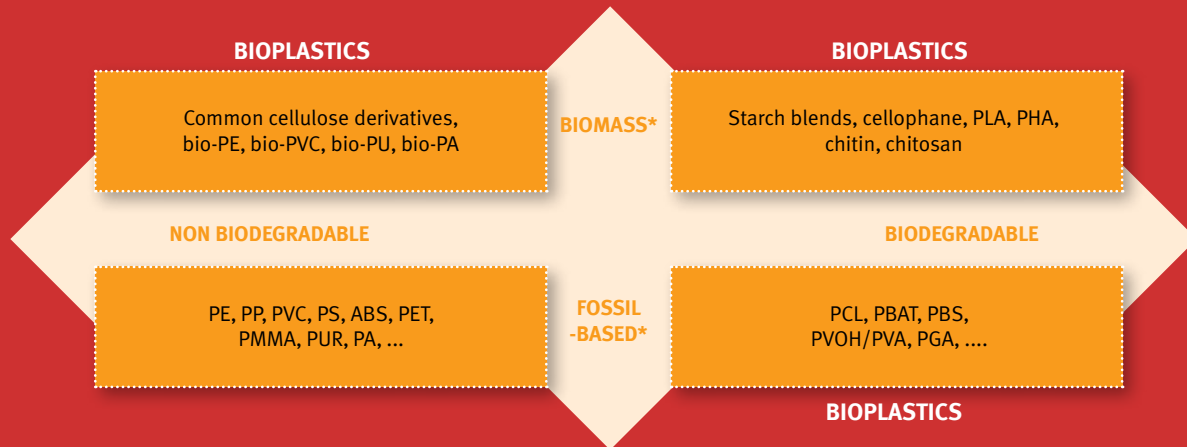 BIOPLASTICS
BIOPLASTICS
Common cellulose derivatives,
bio-PE, bio-PVC, bio-PU, bio-PA
BIOMASS*
Starch blends, cellophane, PLA, PHA,
chitin, chitosan
NON BIODEGRADABLE
BIODEGRADABLE
PE, PP, PVC, PS, ABS, PET,
PMMA, PUR, PA, ...
FOSSIL
-BASED*
PCL, PBAT, PBS,
PVOH/PVA, PGA, ....
BIOPLASTICS